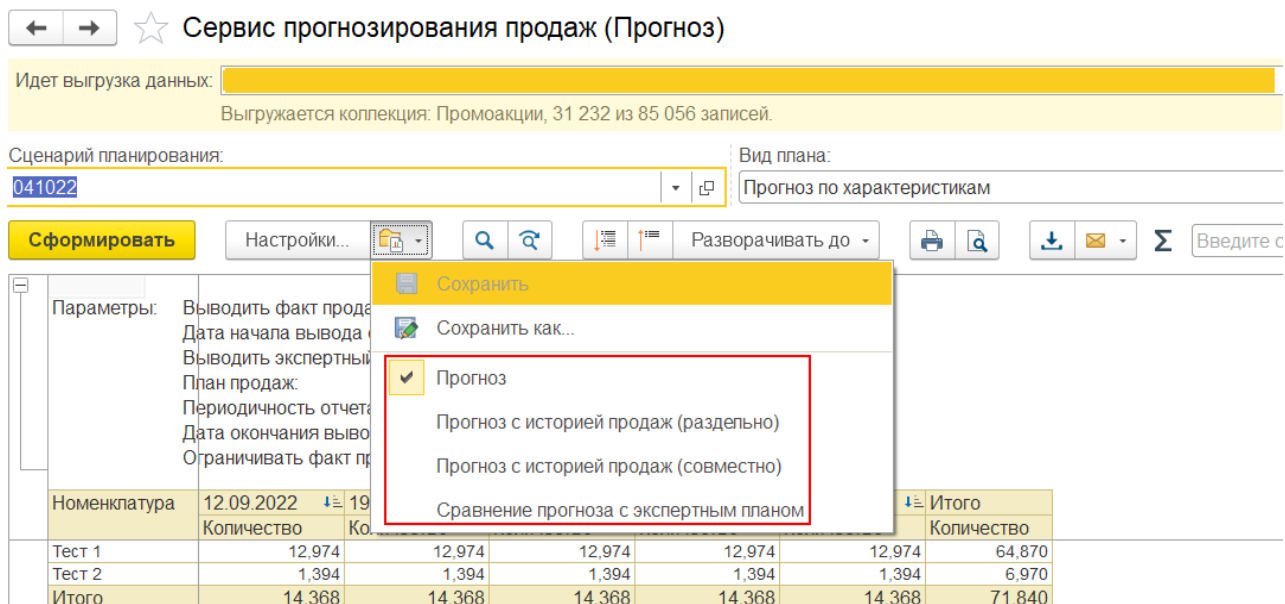 Сервис прогнозирования продаж (Прогноз)
Идет выгрузка данных:
Выгружается коллекция: Промоакции, 31 232 из 85 056 записей.
Сценарий планирования: Вид плана:
041022 Прогноз по характеристикам
Сформировать Настройки... Разворачивать до Σ Введите
Сохранить
Параметры: Выводить факт
Сохранить как...
Дата начала вывода
Выводить
Прогноз
План продаж:
Периодичность
Прогноз с историей продаж (раздельно)
Дата окончания
Ограничивать факт
Прогноз с историей продаж (совместно)
Сравнение прогноза с экспертным планом
Номенклатура 12.09.2022 19 Итого
Количество Количество
Тест 1 12,974 12,974 12,974 12,974 12,974 64,870
Тест 2 1,394 1,394 1,394 1,394 1,394 6,970
Итого 14,368 14,368 14,368 14,368 14,368 71,840